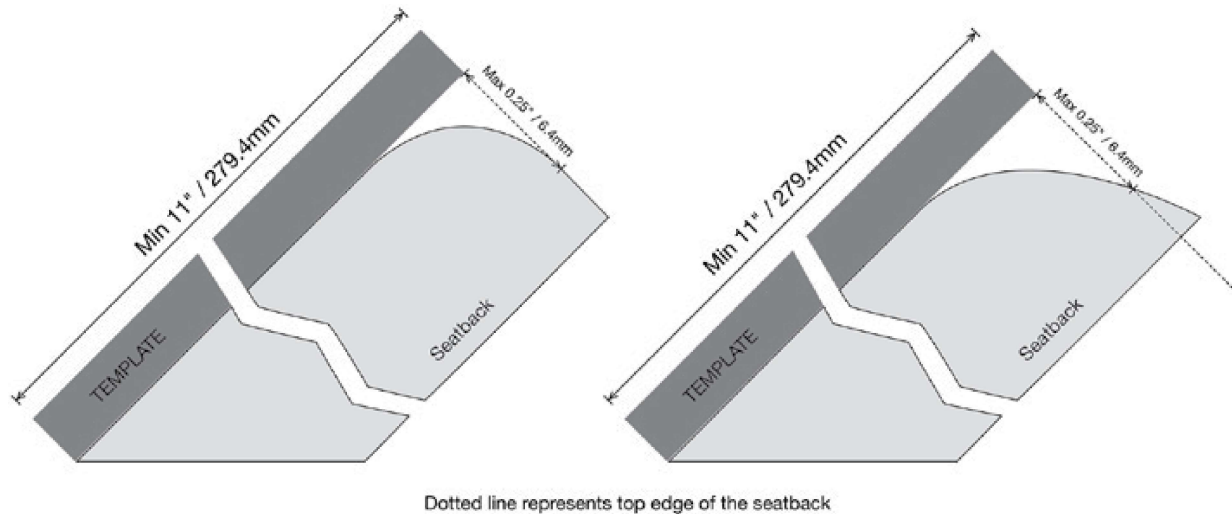 Min 11" / 279.4mm
Max 0.25" / 6.4mm
TEMPLATE
Seatback
Min 11" / 279.4mm
Max 0.25" / 6.4mm
TEMPLATE
Seatback
Dotted line represents top edge of the seatback